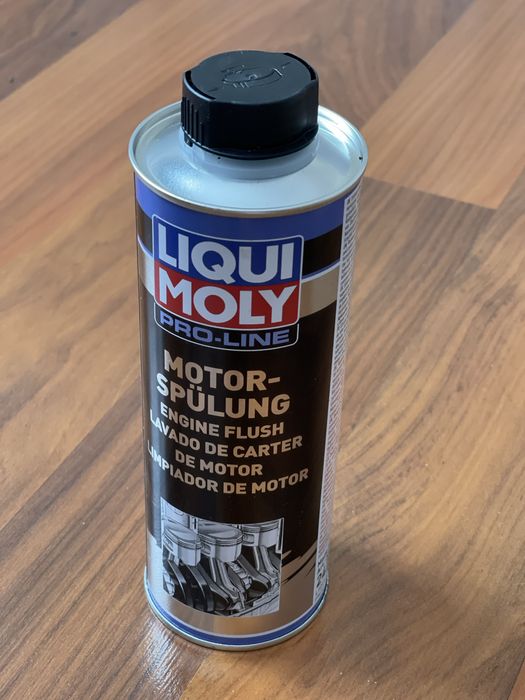 LIQUI
MOLY
PRO-LINE
MOTOR-
SPÜLUNG
ENGINE FLUSH
LAVADO DE CARTER
DE MOTOR
LIMPIADOR DE MOTOR